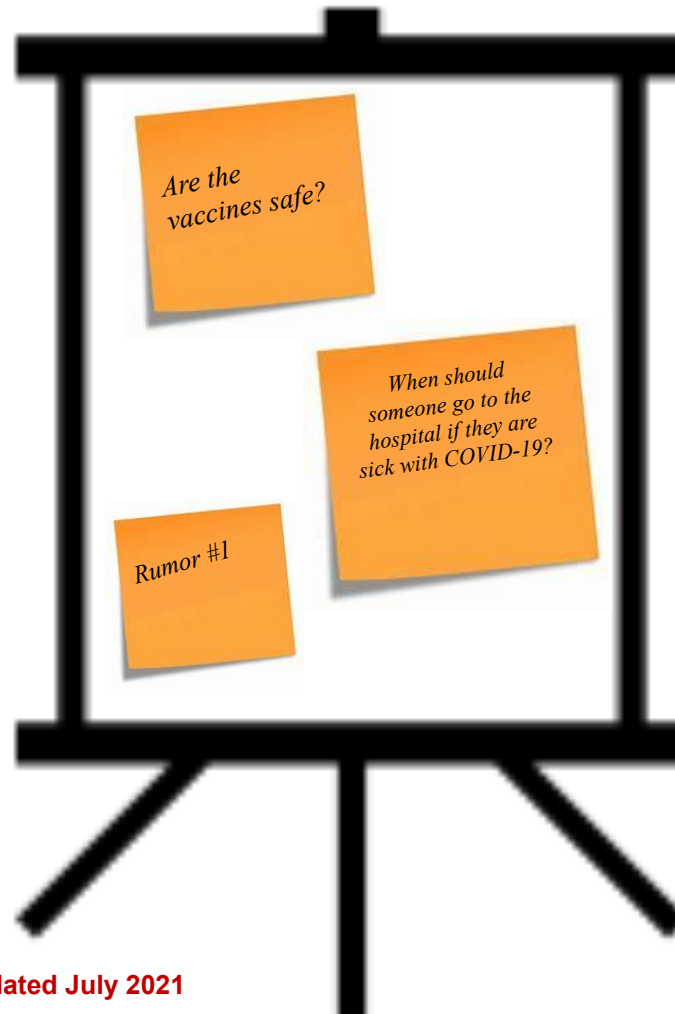 Are the
vaccines safe?
When should
someone go to the
hospital if they are
sick with COVID-19?
Rumor #1
July 2021